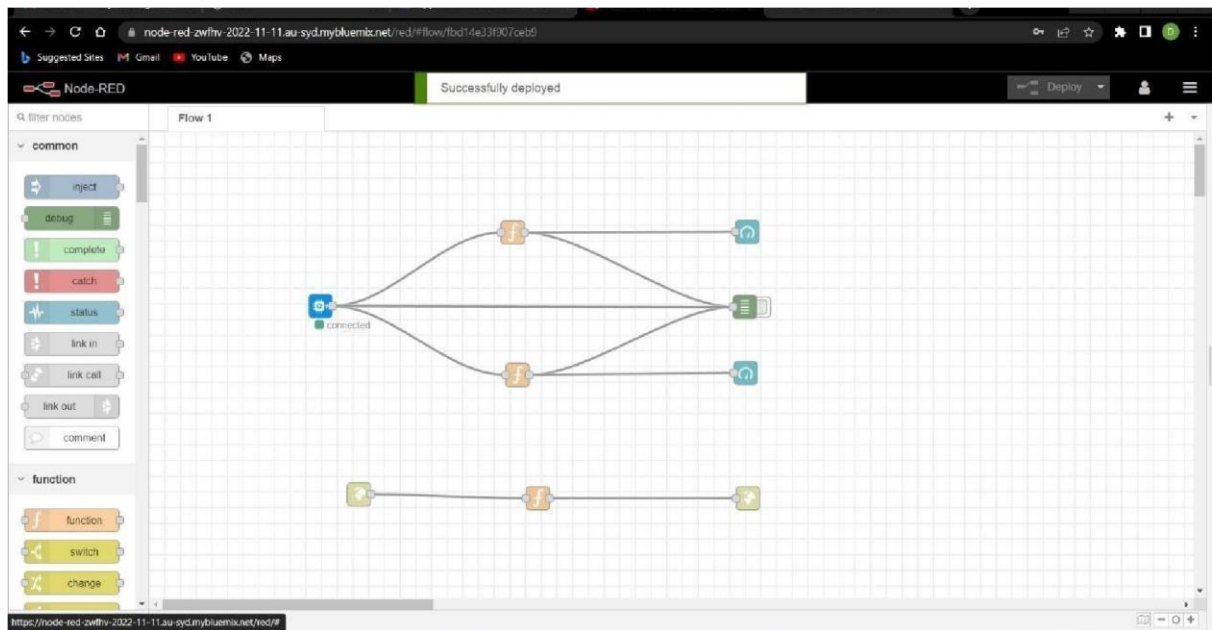 node-red-zwfhv-2022-11-11.au-syd.mybluemix.net/red/#flow/fbd14e33f907ceb9
Suggested Sites Gmail YouTube Maps
Node-RED
Successfully deployed
Deploy
filter nodes
Flow 1
common
inject
debug
complete
catch
status
link in
link call
link out
comment
function
function
switch
change
connected
https://node-red-zwfhv-2022-11-11.au-syd.mybluemix.net/red/#